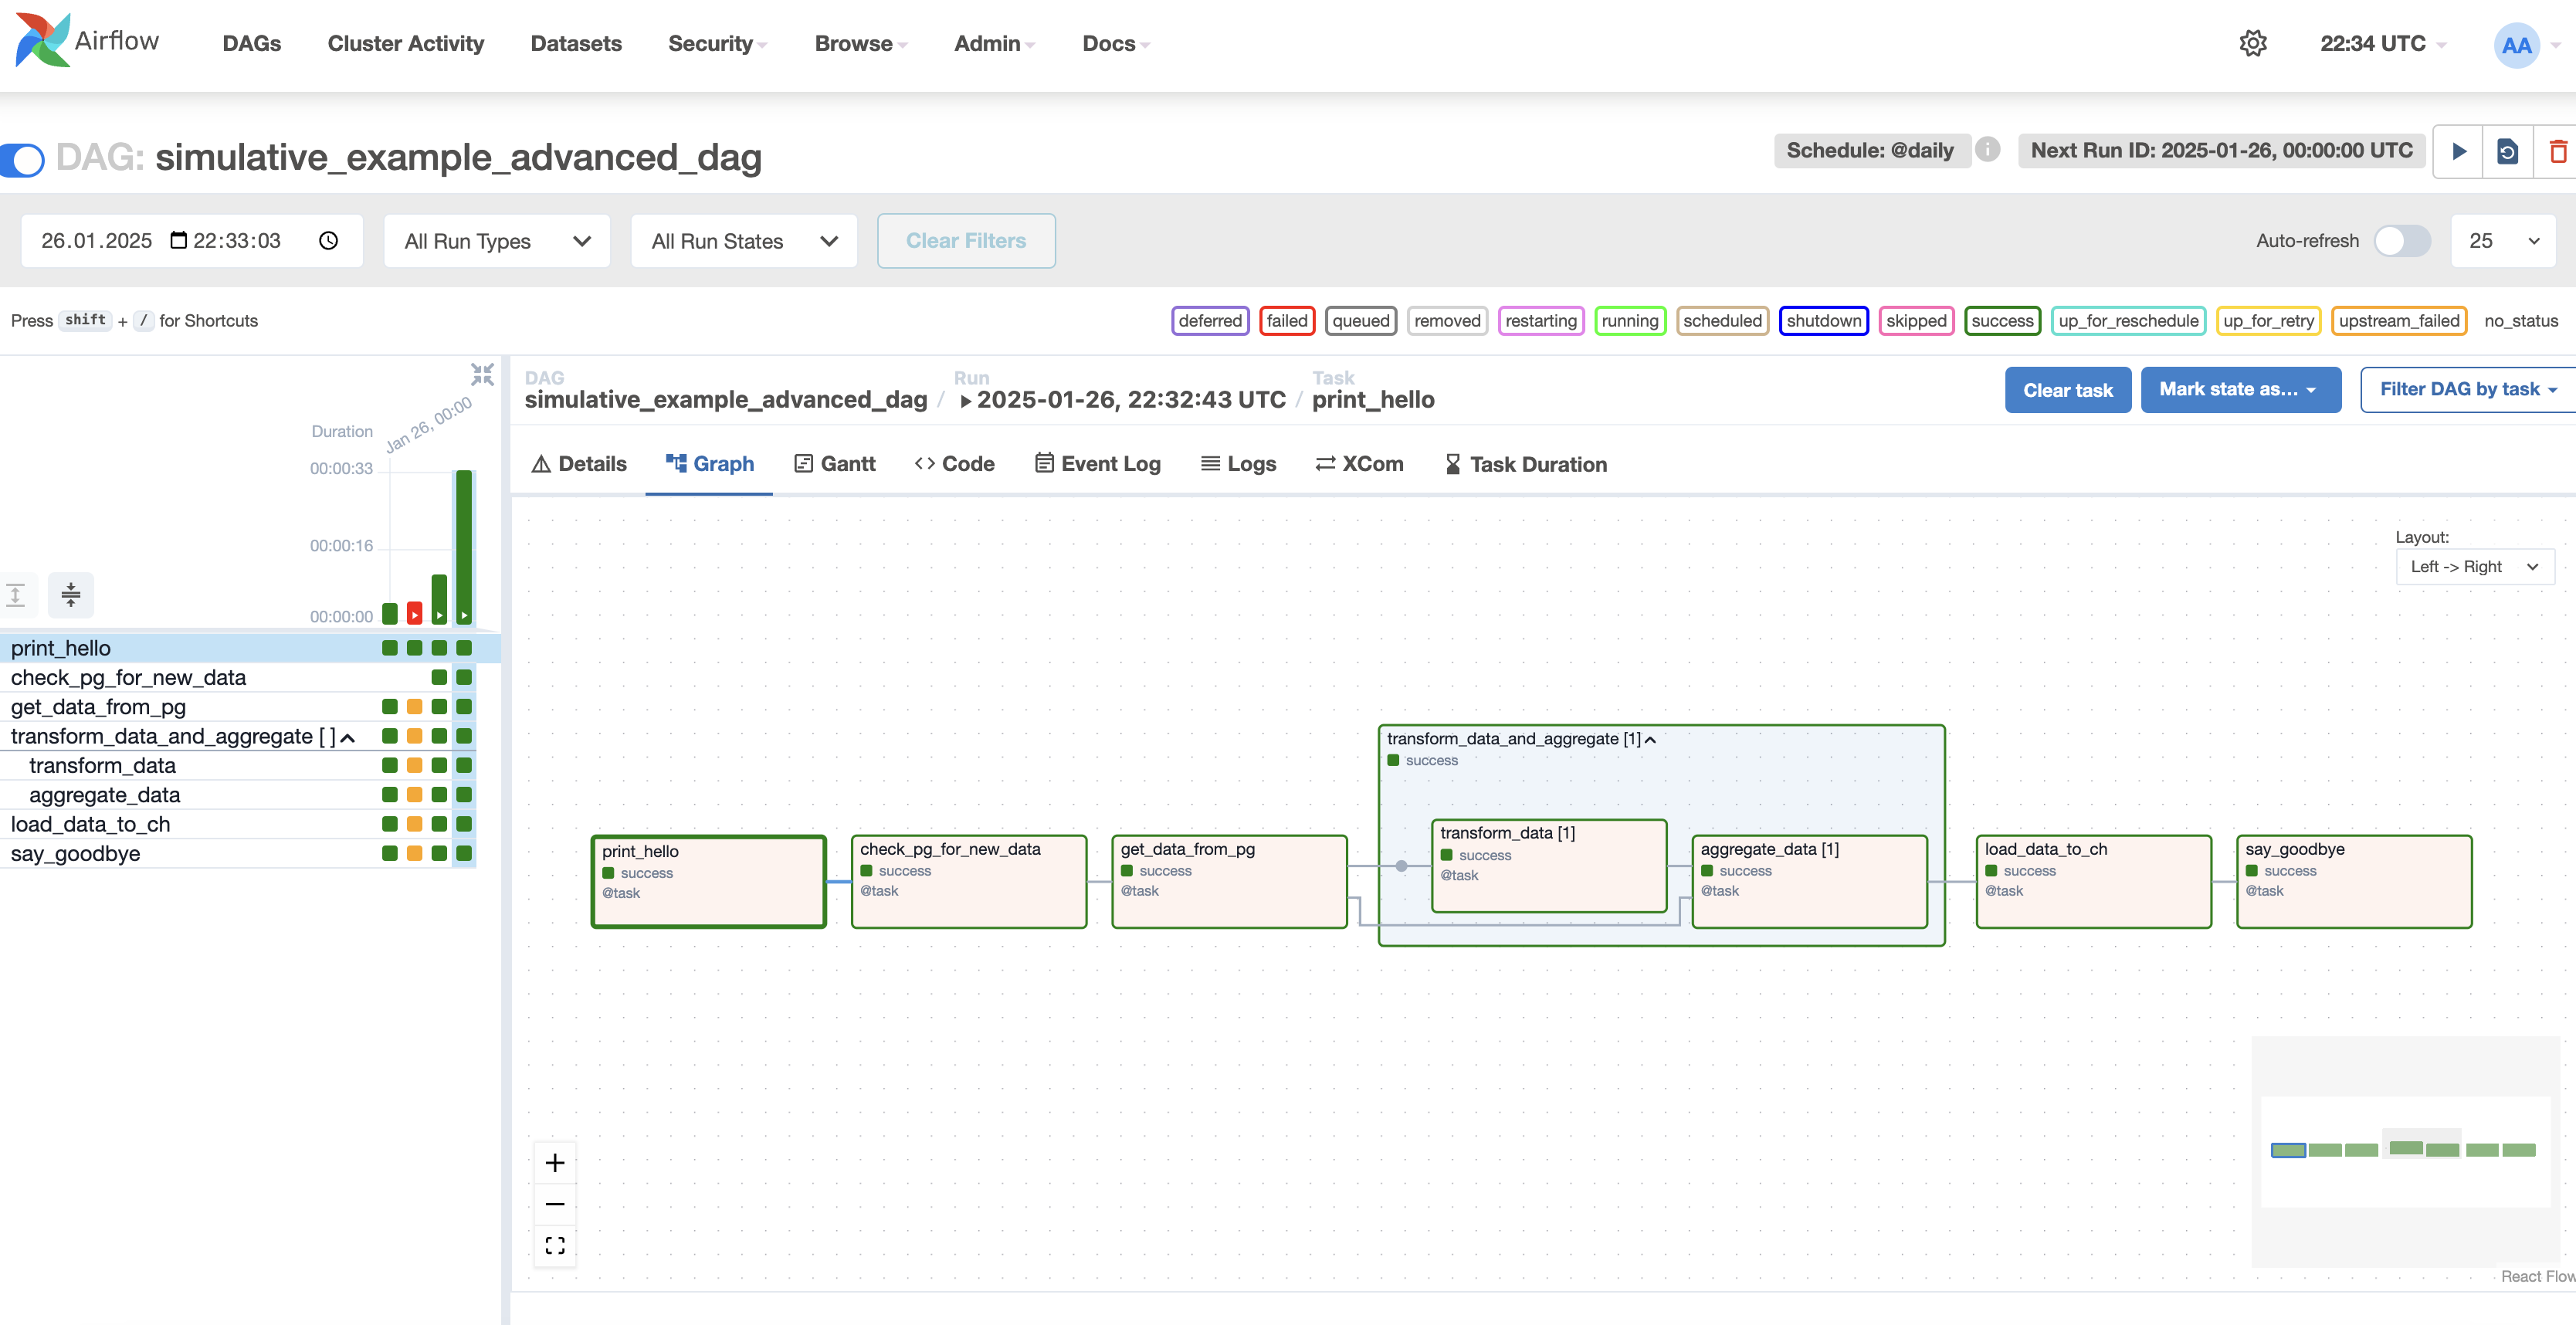 Airflow DAGs Cluster Activity Datasets Security Browse Admin Docs 22:34 UTC AA
DAG: simulative_example_advanced_dag Schedule: @daily i Next Run ID: 2025-01-26, 00:00:00 UTC
26.01.2025 22:33:03 All Run Types All Run States Clear Filters Auto-refresh 25
Press shift + / for Shortcuts deferred failed queued removed restarting running scheduled shutdown skipped success up_for_reschedule up_for_retry upstream_failed no_status
Duration
Jan 26, 00:00
00:00:33
00:00:16
00:00:00
print_hello
check_pg_for_new_data
get_data_from_pg
transform_data_and_aggregate [ ]
transform_data
aggregate_data
load_data_to_ch
say_goodbye
DAG Run Task
simulative_example_advanced_dag / 2025-01-26, 22:32:43 UTC / print_hello
Clear task Mark state as... Filter DAG by task
Details Graph Gantt Code Event Log Logs XCom Task Duration
Layout:
Left -> Right
print_hello
success
@task
check_pg_for_new_data
success
@task
get_data_from_pg
success
@task
transform_data_and_aggregate [1]
success
transform_data [1]
success
@task
aggregate_data [1]
success
@task
load_data_to_ch
success
@task
say_goodbye
success
@task
React Flow